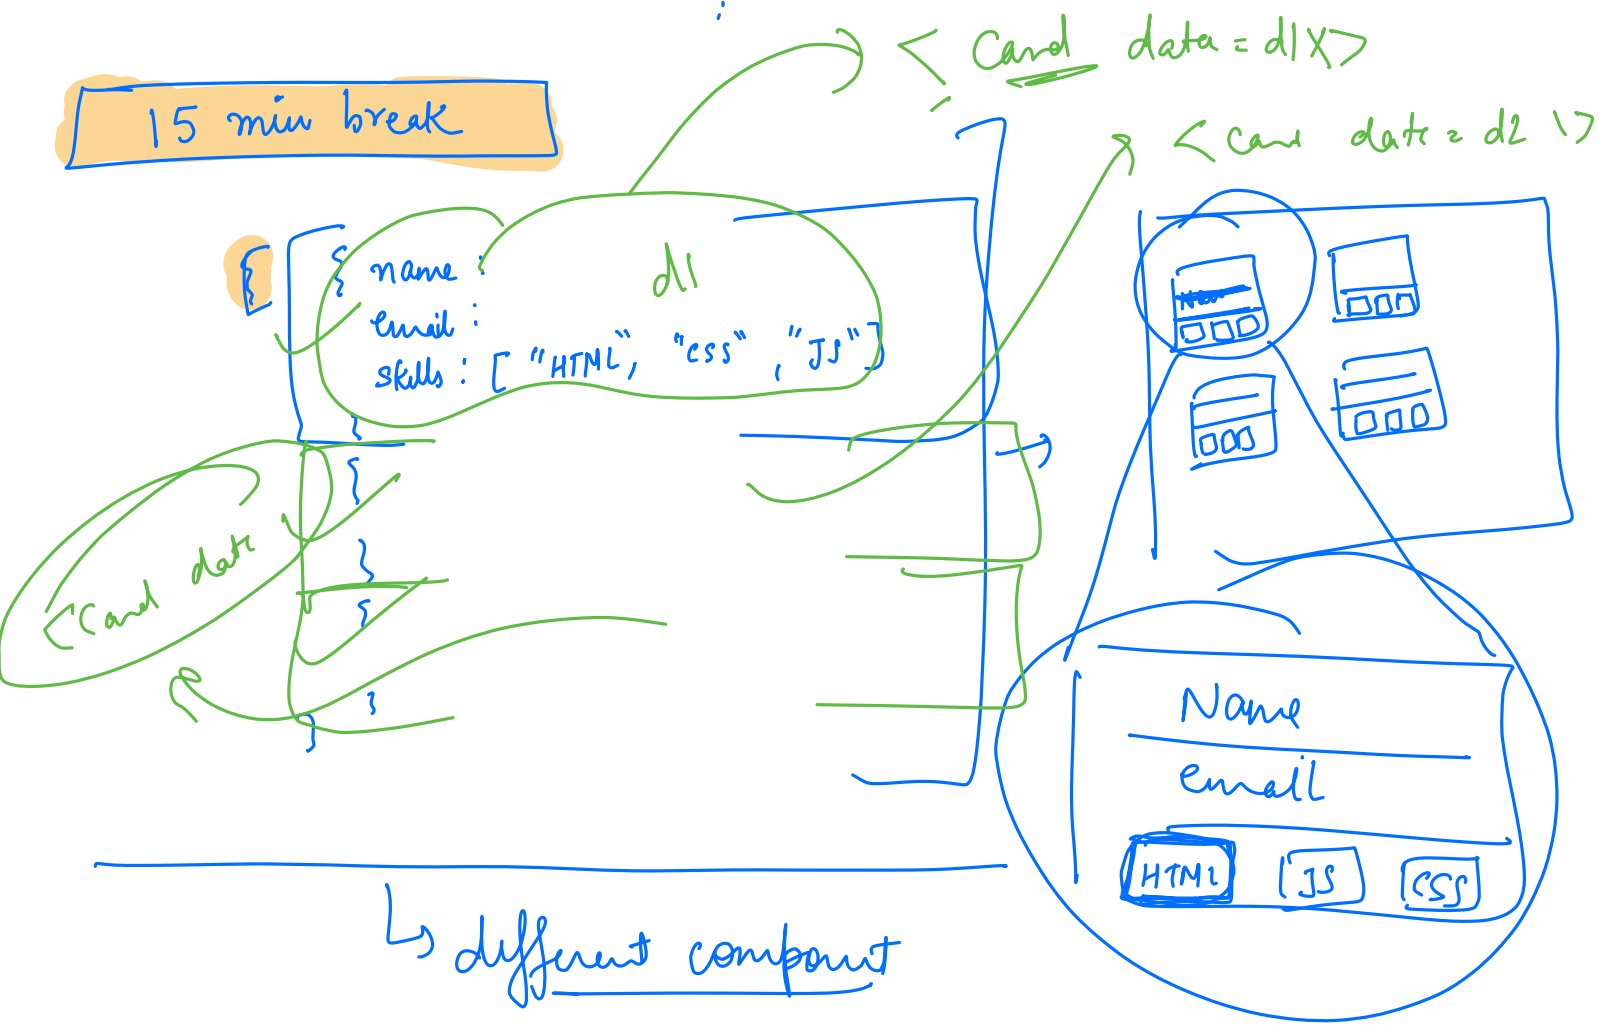 < Card data = d1 \>
15 min break
< Card data = d2 \>
{
[ { name :
d1
email :
skills : [ "HTML", "CSS", "JS" ]
}
{
}
< Card data
{
}
]
Name
email
HTML JS CSS
different component